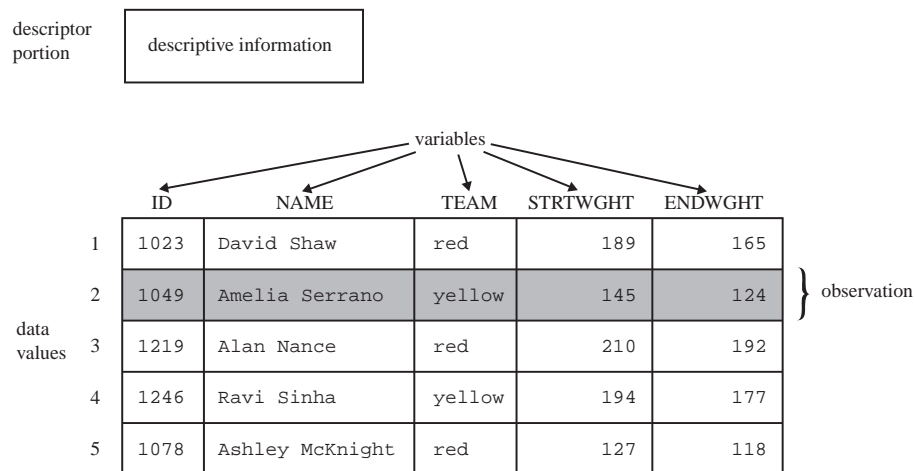 descriptor
portion
descriptive information
variables
ID NAME TEAM STRTWGHT ENDWGHT
1 1023 David Shaw red 189 165
2 1049 Amelia Serrano yellow 145 124 observation
data
values
3 1219 Alan Nance red 210 192
4 1246 Ravi Sinha yellow 194 177
5 1078 Ashley McKnight red 127 118